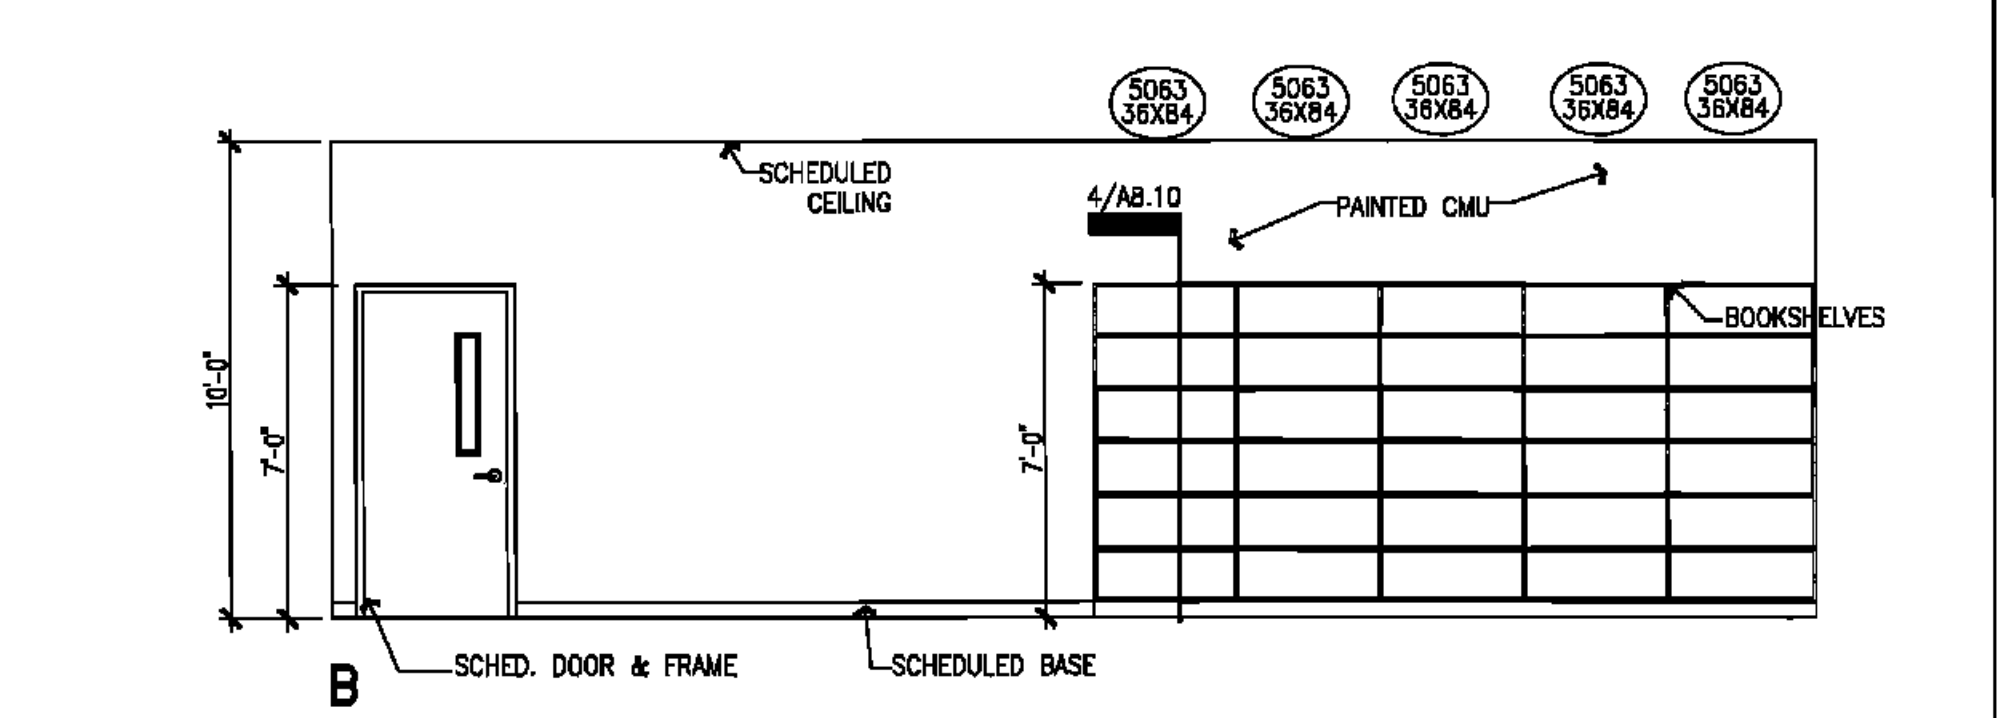 5063
36X84
5063
36X84
5063
36X84
5063
36X84
5063
36X84
SCHEDULED
CEILING
4/A8.10
PAINTED CMU
BOOKSHELVES
10'-0"
7'-0"
7'-0"
SCHED. DOOR & FRAME
SCHEDULED BASE
B